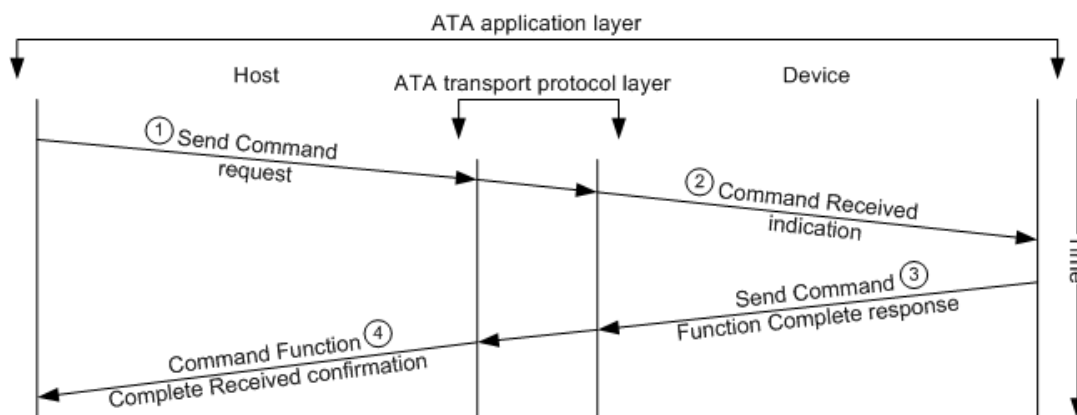 ATA application layer
Host
Device
ATA transport protocol layer
① Send Command
request
② Command Received
indication
Time
Send Command ③
Function Complete response
Command Function ④
Complete Received confirmation